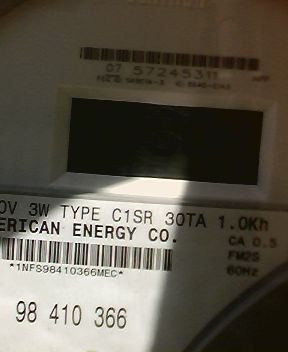 07 57245311
0V 3W TYPE C1SR 30TA 1.0Kh
ERICAN ENERGY CO.
CA 0.5
FM2S
60Hz
*1NFS98410366MEC*
98 410 366